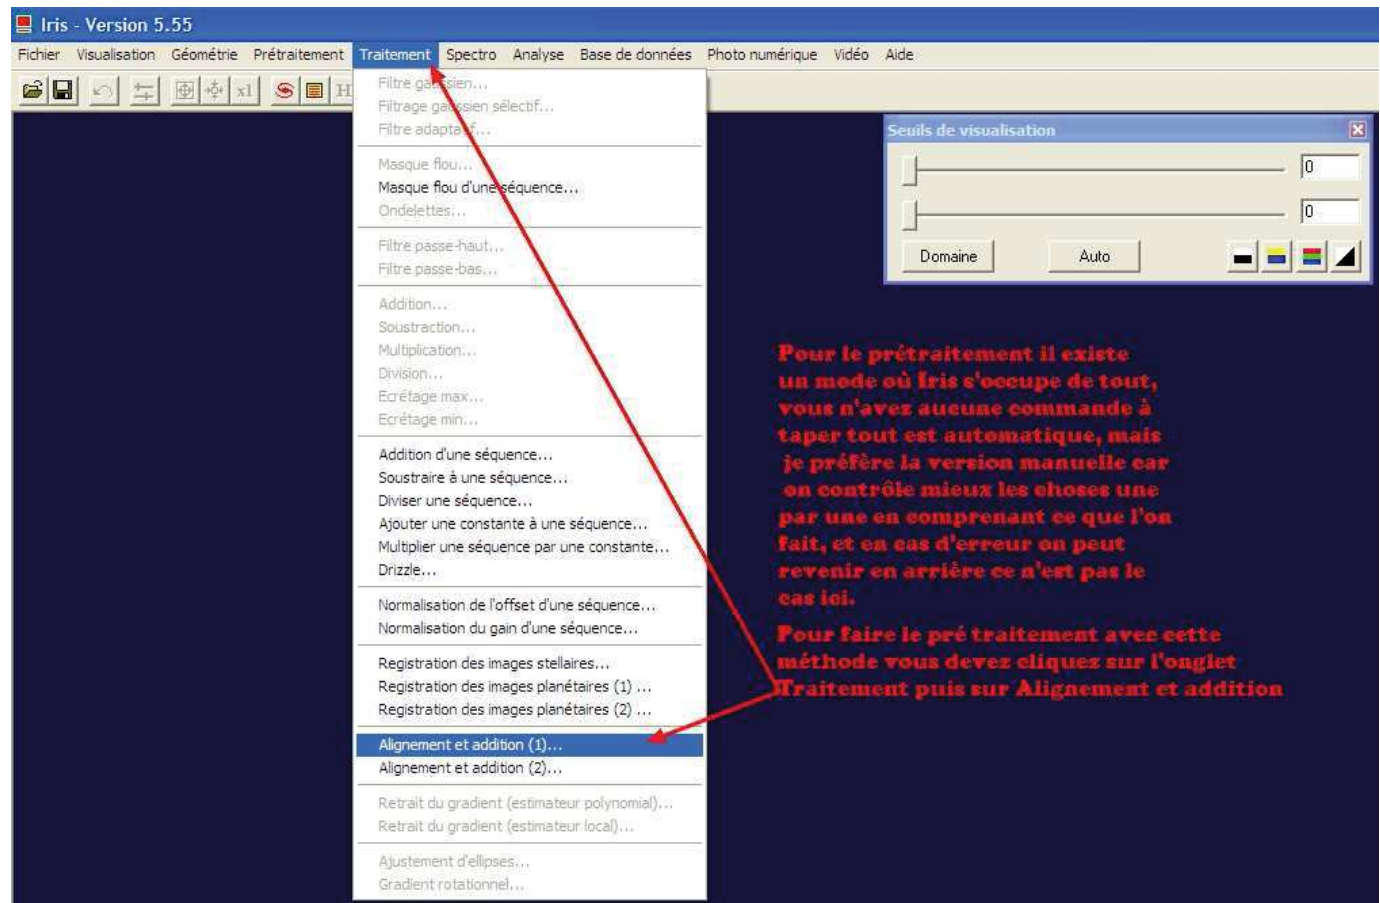 Iris - Version 5.55
Fichier Visualisation Géométrie Prétraitement Traitement Spectro Analyse Base de données Photo numérique Vidéo Aide
x1
Filtre gaussien...
Filtrage gaussien sélectif...
Filtre adaptatif...
Masque flou...
Masque flou d'une séquence...
Ondelettes...
Filtre passe-haut...
Filtre passe-bas...
Addition...
Soustraction...
Multiplication...
Division...
Ecrétage max...
Ecrétage min...
Addition d'une séquence...
Soustraire à une séquence...
Diviser une séquence...
Ajouter une constante à une séquence...
Multiplier une séquence par une constante...
Drizzle...
Normalisation de l'offset d'une séquence...
Normalisation du gain d'une séquence...
Registration des images stellaires...
Registration des images planétaires (1) ...
Registration des images planétaires (2) ...
Alignement et addition (1)...
Alignement et addition (2)...
Retrait du gradient (estimateur polynomial)...
Retrait du gradient (estimateur local)...
Ajustement d'ellipses...
Gradient rotationnel...
Seuils de visualisation
0
0
Domaine Auto
Pour le prétraitement il existe
un mode où Iris s'occupe de tout,
vous n'avez aucune commande à
taper tout est automatique, mais
je préfère la version manuelle car
on contrôle mieux les choses une
par une en comprenant ce que l'on
fait, et en cas d'erreur on peut
revenir en arrière ce n'est pas le
cas ici.
Pour faire le pré traitement avec cette
méthode vous devez cliquez sur l'onglet
Traitement puis sur Alignement et addition